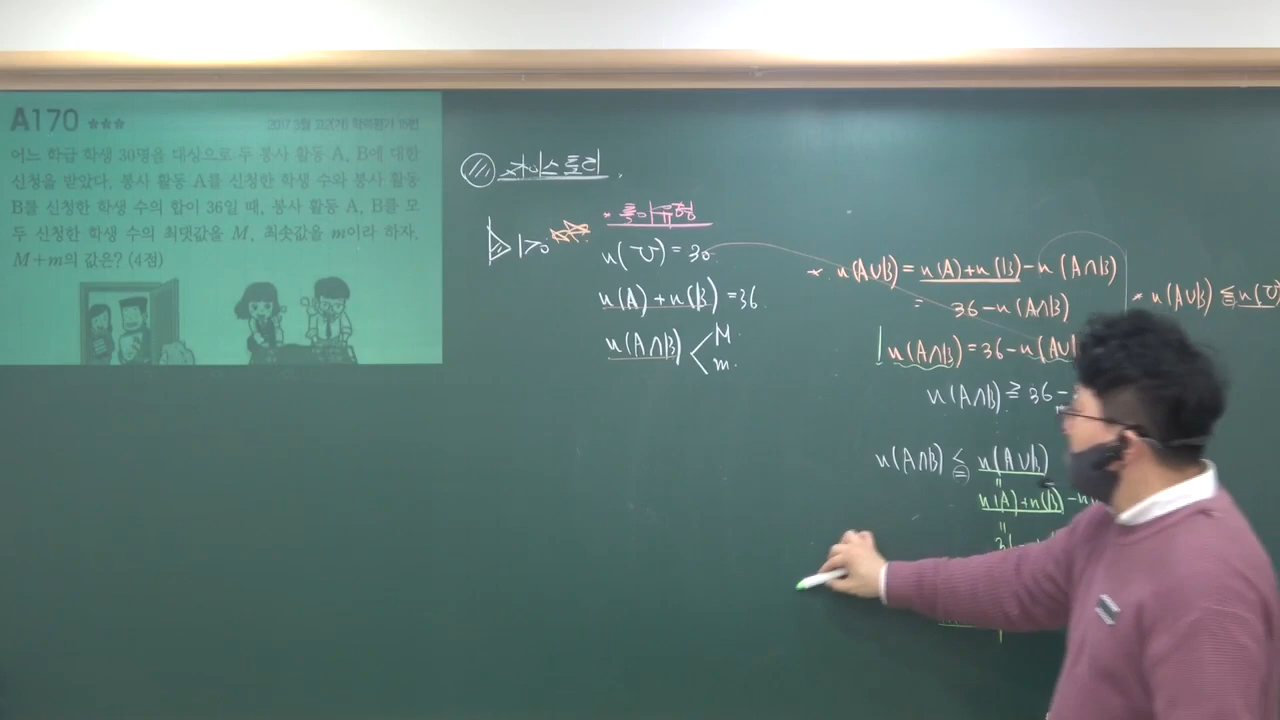 A170 ★★★
2017 3월 고2(가) 학력평가 15번
어느 학급 학생 30명을 대상으로 두 봉사 활동 A, B에 대한
신청을 받았다. 봉사 활동 A를 신청한 학생 수와 봉사 활동
B를 신청한 학생 수의 합이 36일 때, 봉사 활동 A, B를 모
두 신청한 학생 수의 최댓값을 M, 최솟값을 m이라 하자.
M+m의 값은? (4점)
자이스토리
n(U) = 30
n(A) + n(B) = 36
n(A∩B) < M
m
* n(A∪B) = n(A) + n(B) - n(A∩B)
= 36 - n(A∩B)
n(A∩B) = 36 - n(A∪
n(A∩B) ≥ 36 -
* n(A∪B) ≤ n(U)
n(A∩B) ≤ n(A∪B)
"
n(A) + n(B) -
"